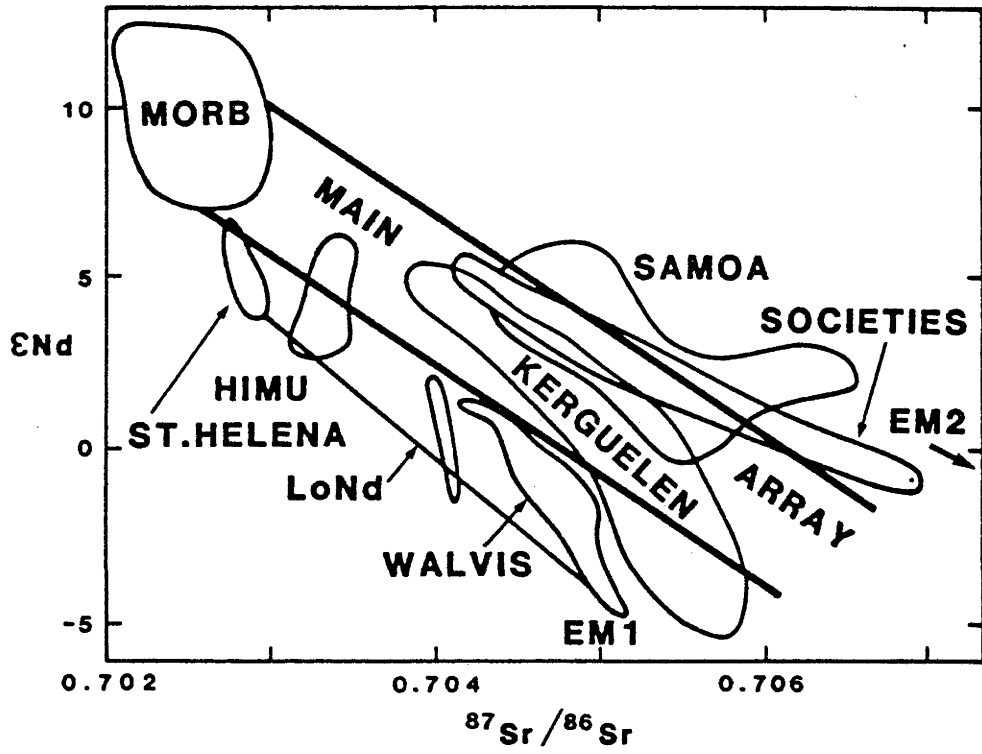 10
5
0
-5
εNd
MORB
MAIN
ARRAY
SAMOA
SOCIETIES
EM2
KERGUELEN
HIMU
ST.HELENA
LoNd
WALVIS
EM1
0.702
0.704
0.706
87Sr/86Sr